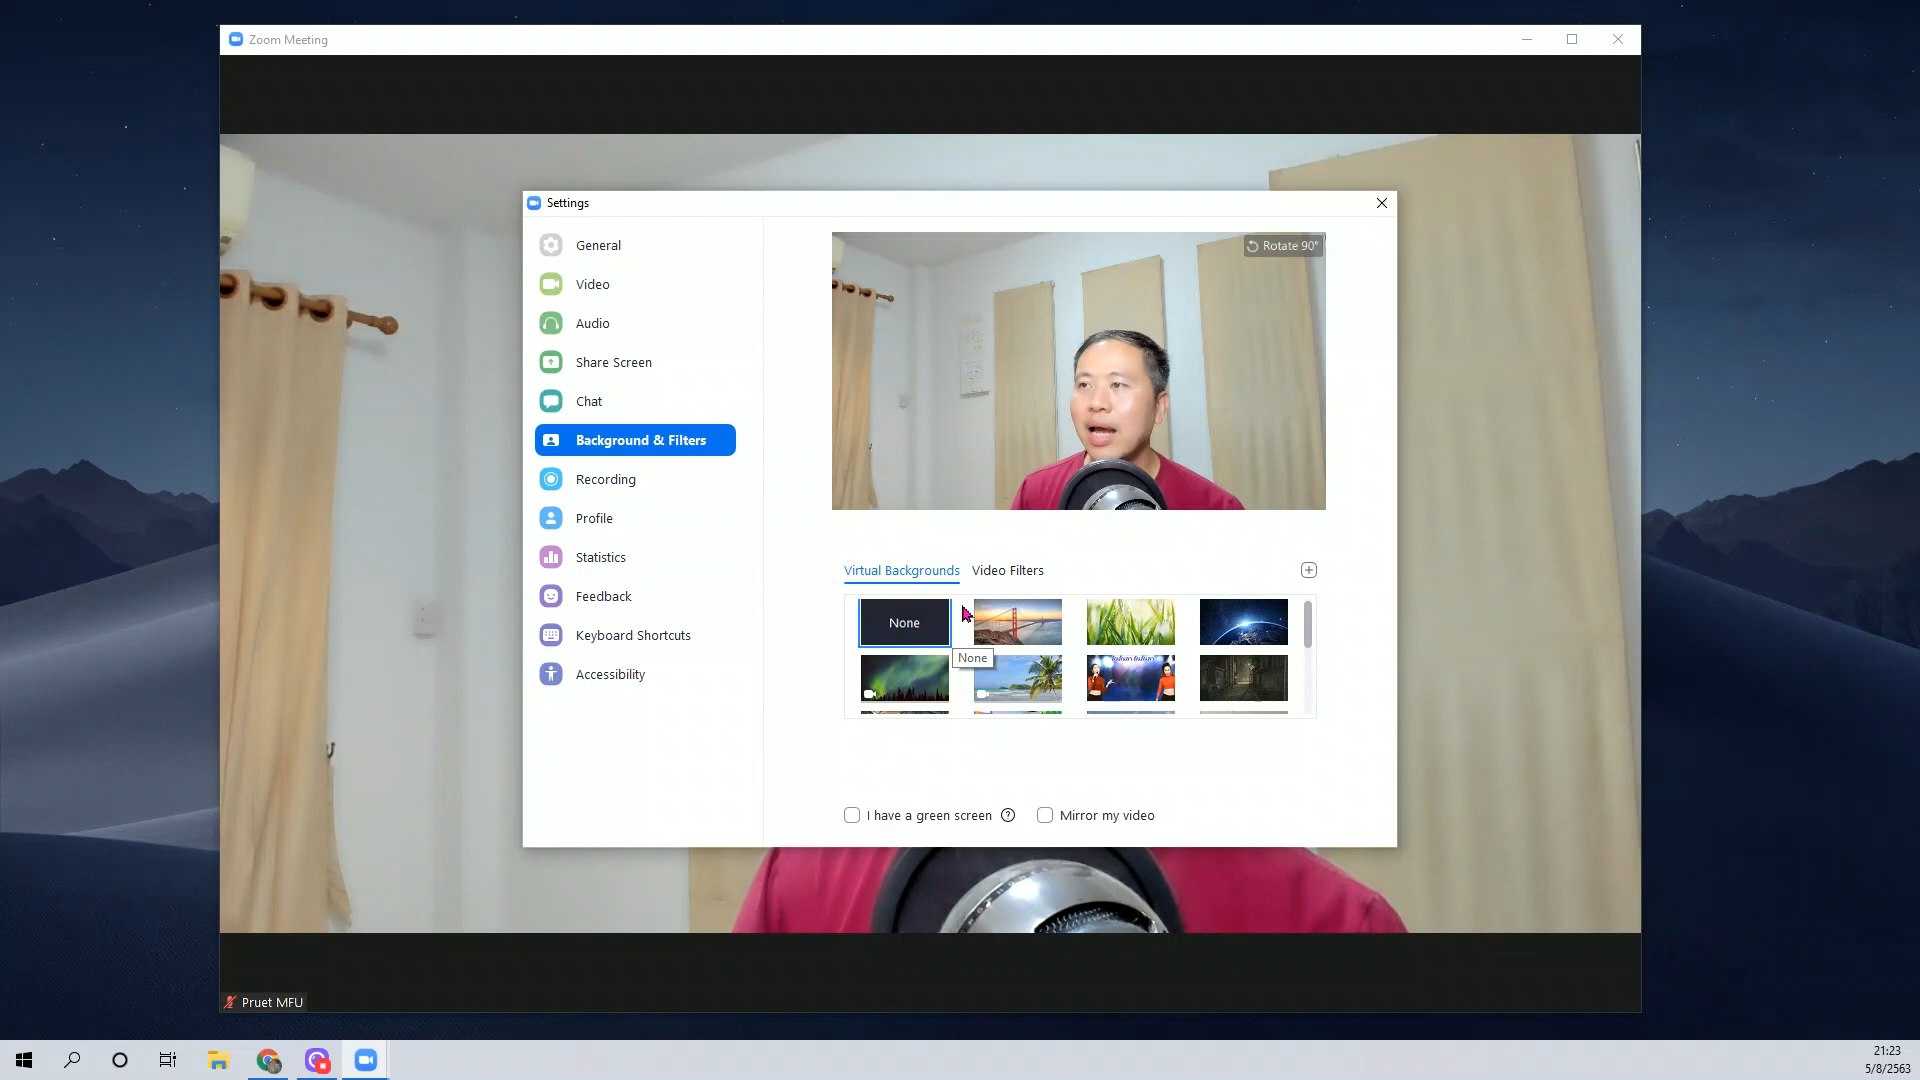 Zoom Meeting
Settings
General
Video
Audio
Share Screen
Chat
Background & Filters
Recording
Profile
Statistics
Feedback
Keyboard Shortcuts
Accessibility
Rotate 90°
Virtual Backgrounds
Video Filters
None
None
I have a green screen
Mirror my video
Pruet MFU
21:23
5/8/2563